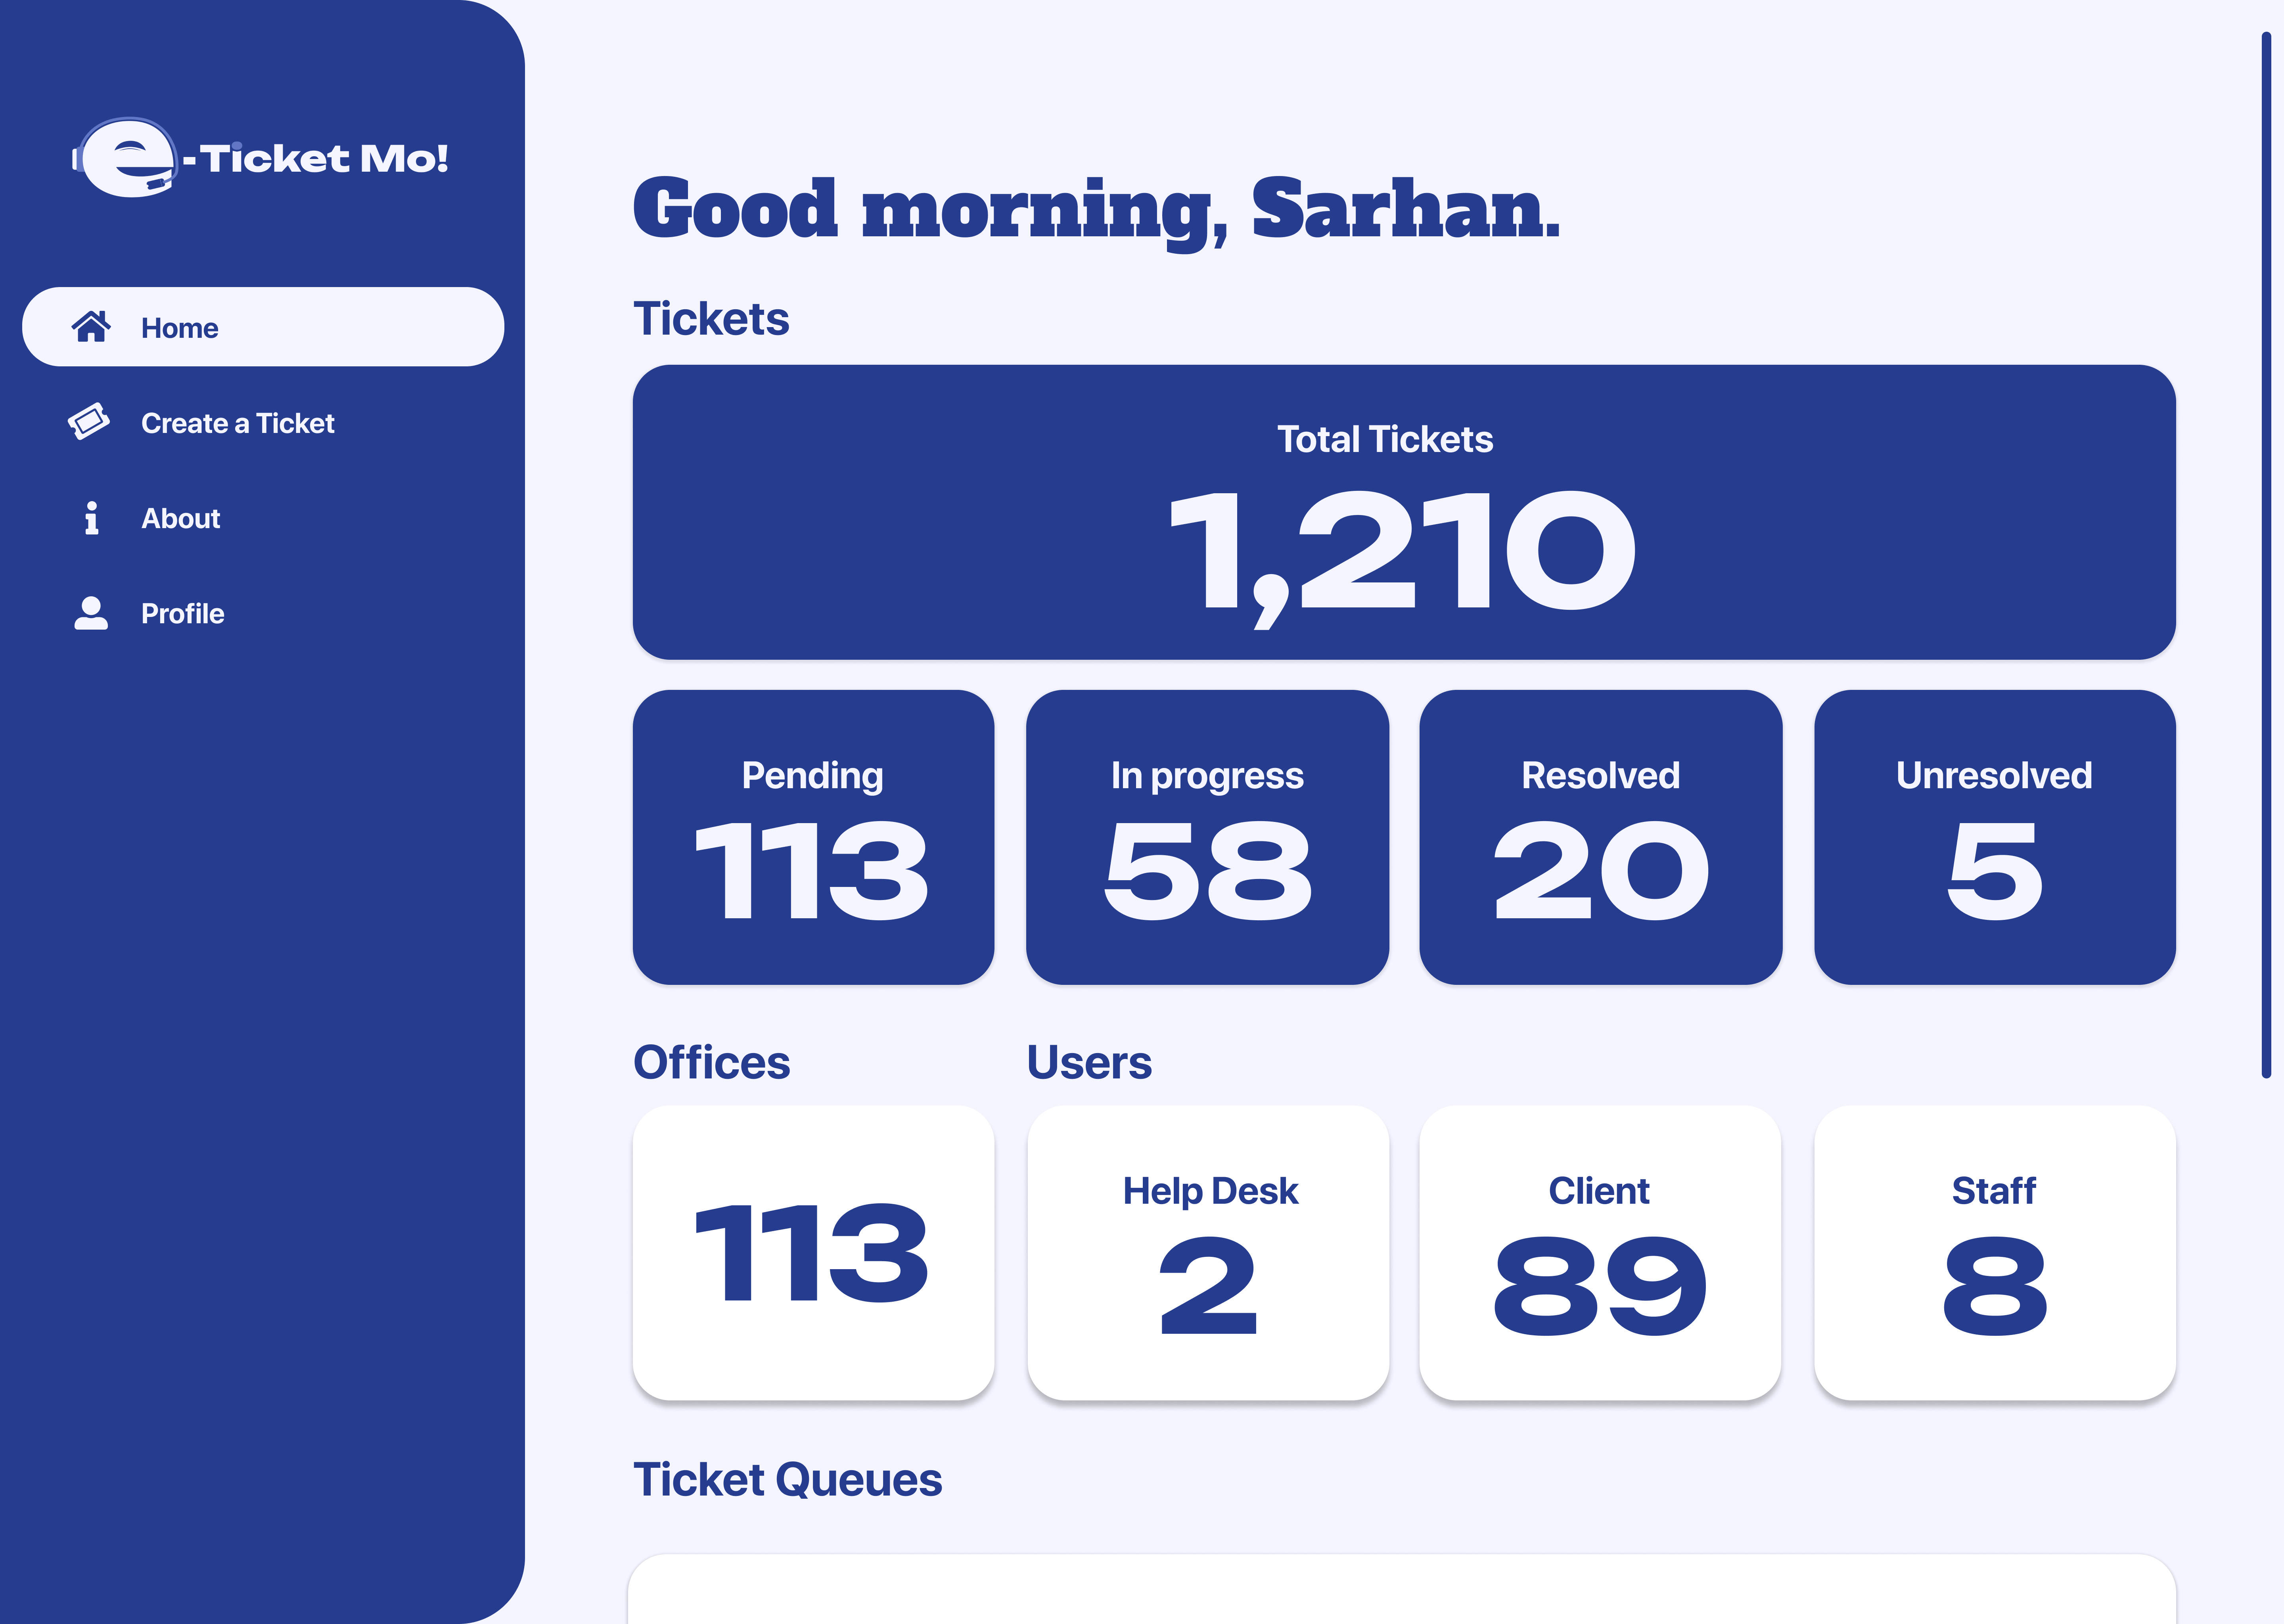 e-Ticket Mo!
Home
Create a Ticket
About
Profile
Good morning, Sarhan.
Tickets
Total Tickets
1,210
Pending
113
In progress
58
Resolved
20
Unresolved
5
Offices
113
Users
Help Desk
2
Client
89
Staff
8
Ticket Queues